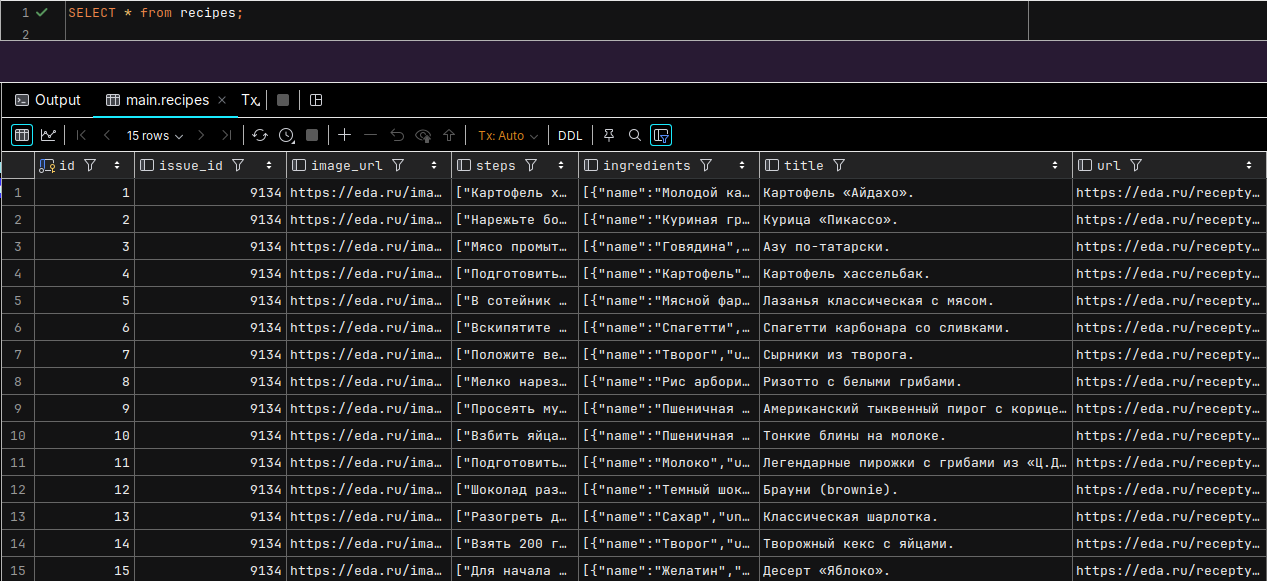 1 SELECT * from recipes;
2
Output main.recipes × Tx
15 rows Tx: Auto DDL
id issue_id image_url steps ingredients title url
1 1 9134 https://eda.ru/ima… ["Картофель х… [{"name":"Молодой ка… Картофель «Айдахо». https://eda.ru/recepty…
2 2 9134 https://eda.ru/ima… ["Нарежьте бо… [{"name":"Куриная гр… Курица «Пикассо». https://eda.ru/recepty…
3 3 9134 https://eda.ru/ima… ["Мясо промыт… [{"name":"Говядина",… Азу по-татарски. https://eda.ru/recepty…
4 4 9134 https://eda.ru/ima… ["Подготовить… [{"name":"Картофель"… Картофель хассельбак. https://eda.ru/recepty…
5 5 9134 https://eda.ru/ima… ["В сотейник … [{"name":"Мясной фар… Лазанья классическая с мясом. https://eda.ru/recepty…
6 6 9134 https://eda.ru/ima… ["Вскипятите … [{"name":"Спагетти",… Спагетти карбонара со сливками. https://eda.ru/recepty…
7 7 9134 https://eda.ru/ima… ["Положите ве… [{"name":"Творог","u… Сырники из творога. https://eda.ru/recepty…
8 8 9134 https://eda.ru/ima… ["Мелко нарез… [{"name":"Рис арбори… Ризотто с белыми грибами. https://eda.ru/recepty…
9 9 9134 https://eda.ru/ima… ["Просеять му… [{"name":"Пшеничная … Американский тыквенный пирог с корице… https://eda.ru/recepty…
10 10 9134 https://eda.ru/ima… ["Взбить яйца… [{"name":"Пшеничная … Тонкие блины на молоке. https://eda.ru/recepty…
11 11 9134 https://eda.ru/ima… ["Подготовить… [{"name":"Молоко","u… Легендарные пирожки с грибами из «Ц.Д… https://eda.ru/recepty…
12 12 9134 https://eda.ru/ima… ["Шоколад раз… [{"name":"Темный шок… Брауни (brownie). https://eda.ru/recepty…
13 13 9134 https://eda.ru/ima… ["Разогреть д… [{"name":"Сахар","un… Классическая шарлотка. https://eda.ru/recepty…
14 14 9134 https://eda.ru/ima… ["Взять 200 г… [{"name":"Творог","u… Творожный кекс с яйцами. https://eda.ru/recepty…
15 15 9134 https://eda.ru/ima… ["Для начала … [{"name":"Желатин","… Десерт «Яблоко». https://eda.ru/recepty…